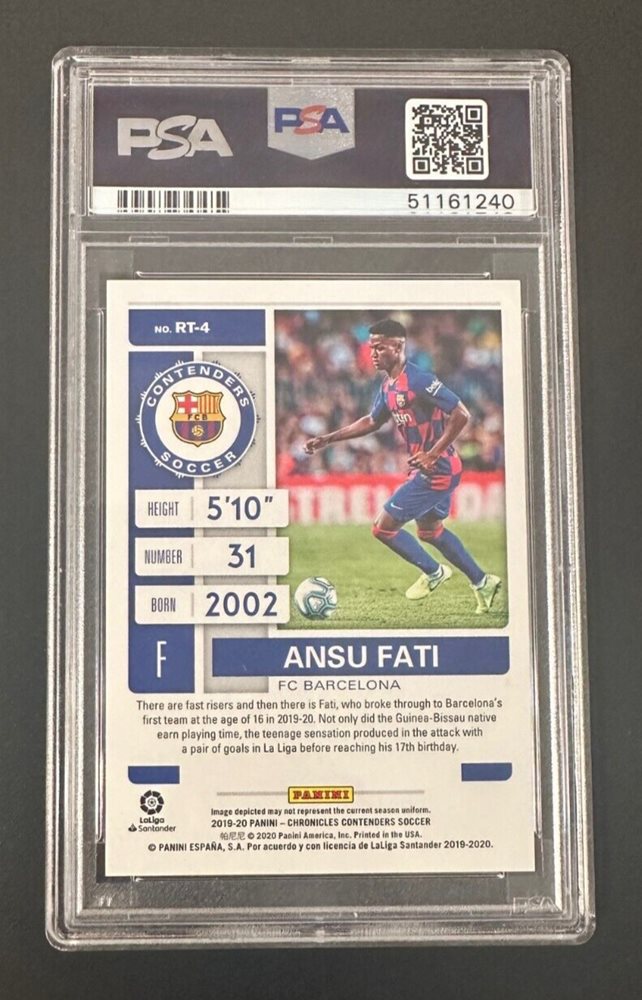 PSA
PSA
51161240
NO. RT-4
CONTENDERS
FCB
SOCCER
HEIGHT 5'10"
NUMBER 31
BORN 2002
F
ANSU FATI
FC BARCELONA
There are fast risers and then there is Fati, who broke through to Barcelona's
first team at the age of 16 in 2019-20. Not only did the Guinea-Bissau native
earn playing time, the teenage sensation produced in the attack with
a pair of goals in La Liga before reaching his 17th birthday.
PANINI
LaLiga
Santander
Image depicted may not represent the current season uniform.
2019-20 PANINI – CHRONICLES CONTENDERS SOCCER
帕尼尼 © 2020 Panini America, Inc. Printed in the USA.
© PANINI ESPAÑA, S.A. Por acuerdo y con licencia de LaLiga Santander 2019-2020.
PSA